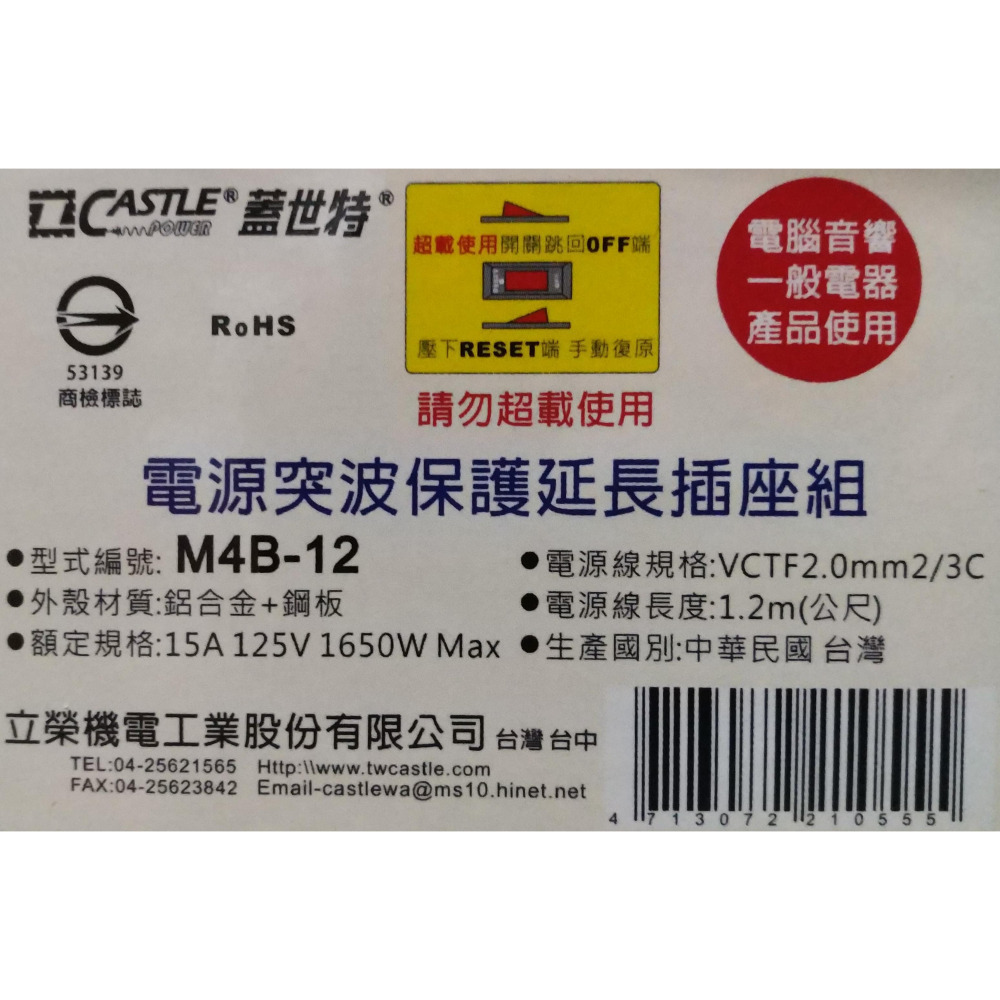 立CASTLE® 蓋世特®
POWER
RoHS
53139
商檢標誌
超載使用開關跳回OFF端
壓下RESET端 手動復原
請勿超載使用
電腦音響
一般電器
產品使用
電源突波保護延長插座組
●型式編號: M4B-12
●外殼材質:鋁合金+鋼板
●額定規格:15A 125V 1650W Max
●電源線規格:VCTF2.0mm2/3C
●電源線長度:1.2m(公尺)
●生產國別:中華民國 台灣
立榮機電工業股份有限公司 台灣 台中
TEL:04-25621565 Http:\\www.twcastle.com
FAX:04-25623842 Email-castlewa@ms10.hinet.net
4 713072 210555